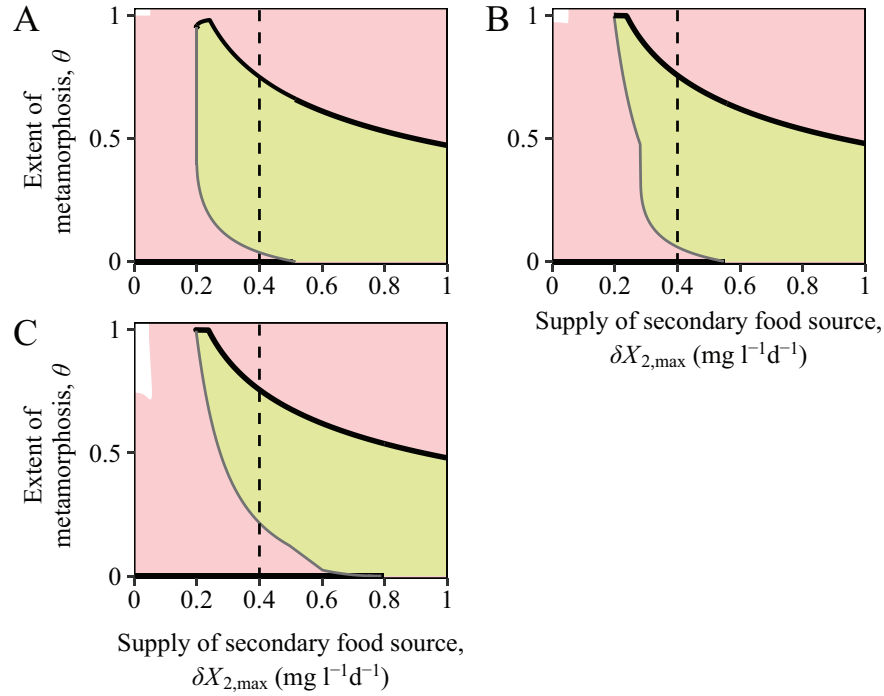 A
B
1
0.5
0
Extent of
metamorphosis, θ
0 0.2 0.4 0.6 0.8 1
1
0.5
0
0 0.2 0.4 0.6 0.8 1
Supply of secondary food source,
δX2,max (mg l−1d−1)
C
1
0.5
0
Extent of
metamorphosis, θ
0 0.2 0.4 0.6 0.8 1
Supply of secondary food source,
δX2,max (mg l−1d−1)